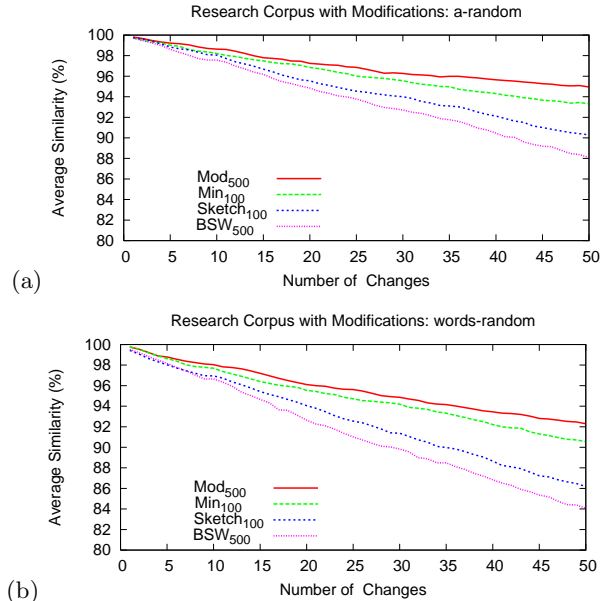 Research Corpus with Modifications: a-random
100
98
96
94
92
90
88
86
84
82
80
Average Similarity (%)
Mod500
Min100
Sketch100
BSW500
0 5 10 15 20 25 30 35 40 45 50
Number of Changes
(a)
Research Corpus with Modifications: words-random
100
98
96
94
92
90
88
86
84
82
80
Average Similarity (%)
Mod500
Min100
Sketch100
BSW500
0 5 10 15 20 25 30 35 40 45 50
Number of Changes
(b)